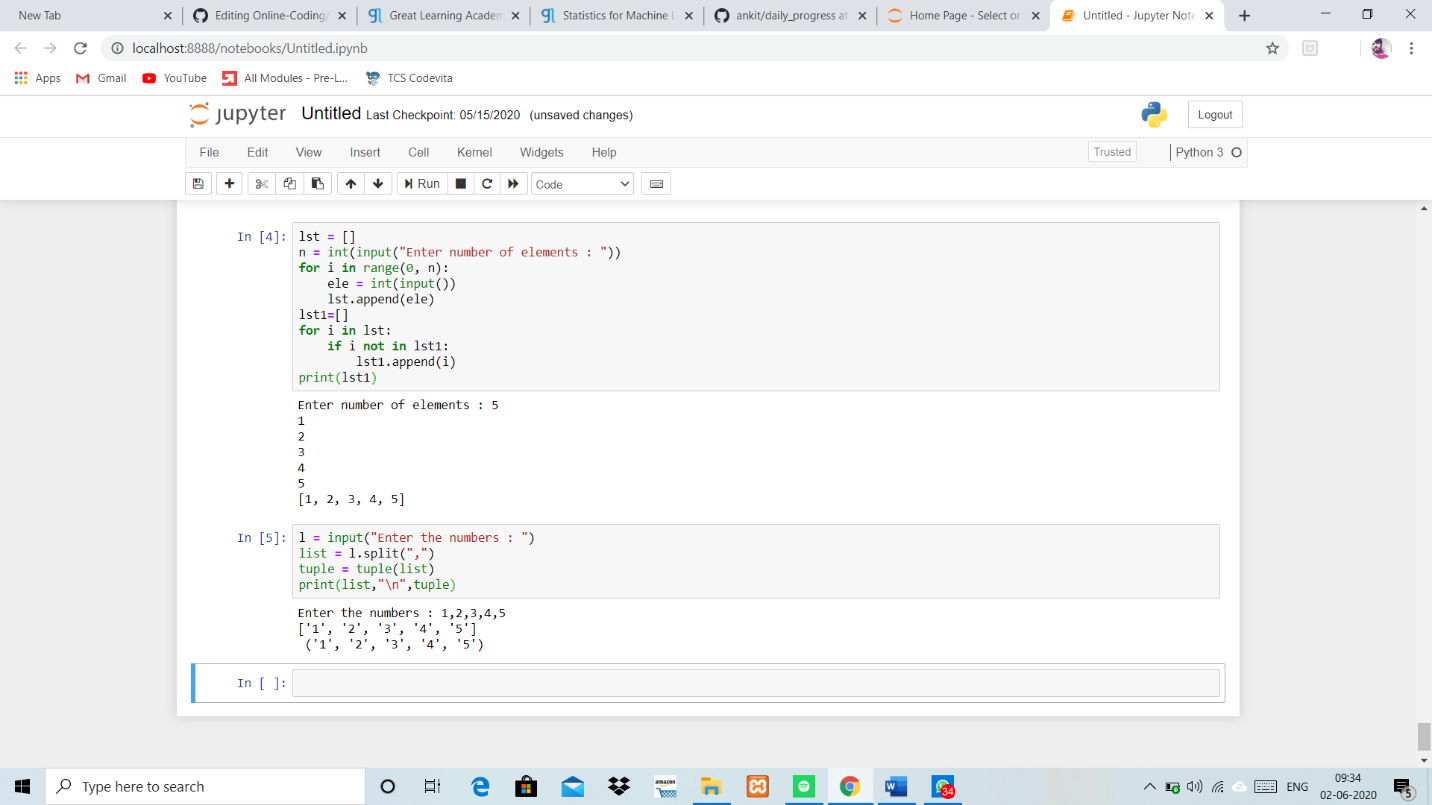 New Tab
Editing Online-Coding/
Great Learning Academ
Statistics for Machine L
ankit/daily_progress at
Home Page - Select or
Untitled - Jupyter Note
localhost:8888/notebooks/Untitled.ipynb
Apps Gmail YouTube All Modules - Pre-L... TCS Codevita
jupyter Untitled Last Checkpoint: 05/15/2020 (unsaved changes)
Logout
File Edit View Insert Cell Kernel Widgets Help Trusted Python 3
Run Code
In [4]: lst = []
n = int(input("Enter number of elements : "))
for i in range(0, n):
    ele = int(input())
    lst.append(ele)
lst1=[]
for i in lst:
    if i not in lst1:
        lst1.append(i)
print(lst1)
Enter number of elements : 5
1
2
3
4
5
[1, 2, 3, 4, 5]
In [5]: l = input("Enter the numbers : ")
list = l.split(",")
tuple = tuple(list)
print(list,"\n",tuple)
Enter the numbers : 1,2,3,4,5
['1', '2', '3', '4', '5']
 ('1', '2', '3', '4', '5')
In [ ]:
Type here to search
amazon
34
ENG
09:34
02-06-2020
5